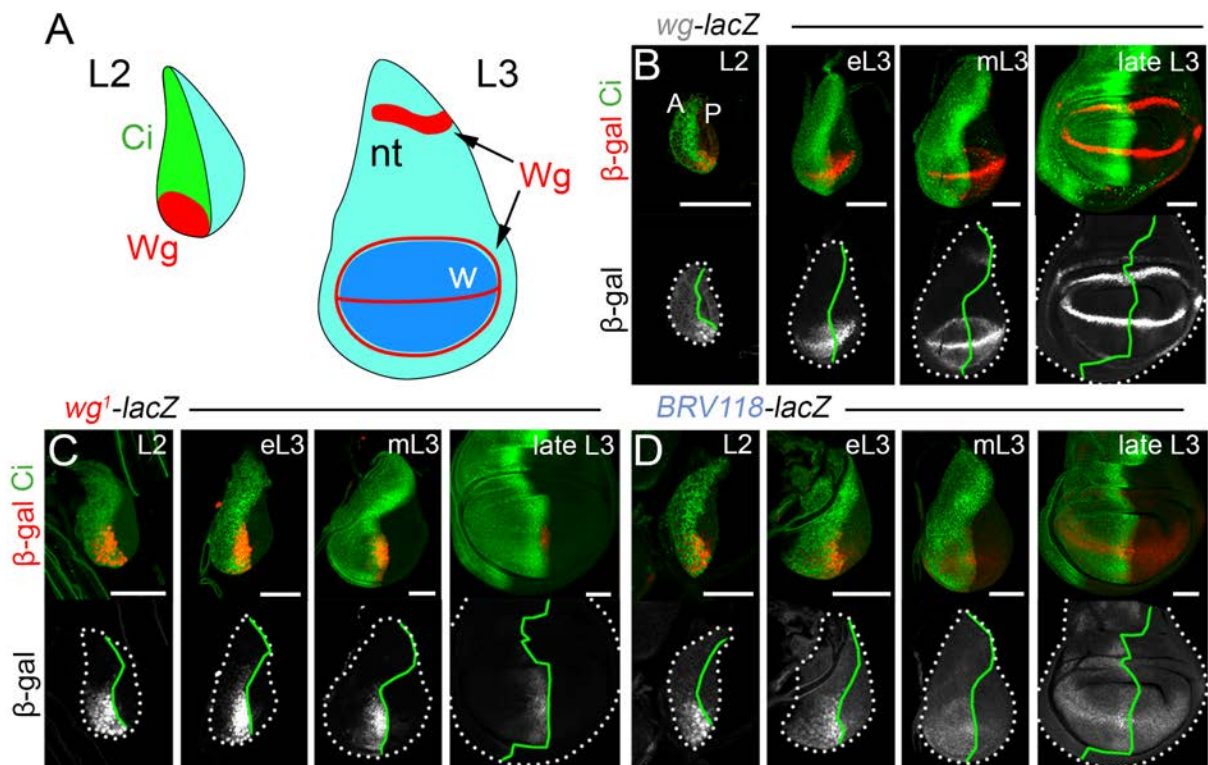 A
L2
L3
Ci
Wg
nt
Wg
w
wg-lacZ
B
L2
eL3
mL3
late L3
A
P
β-gal Ci
β-gal
wg¹-lacZ
C
L2
eL3
mL3
late L3
β-gal Ci
β-gal
BRV118-lacZ
D
L2
eL3
mL3
late L3